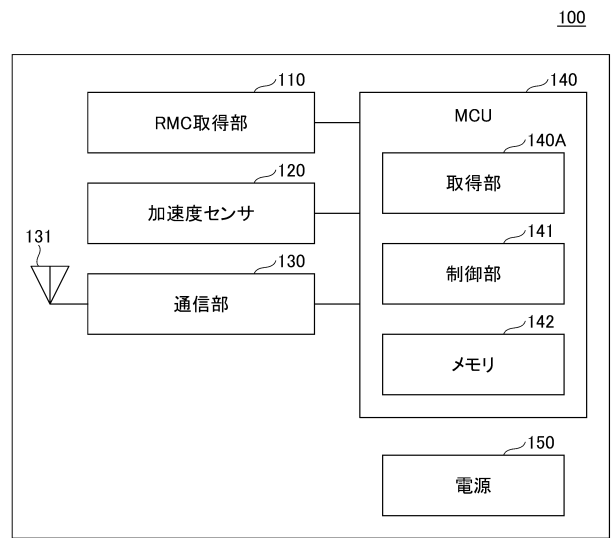 100
110
RMC取得部
120
加速度センサ
130
通信部
131
140
MCU
140A
取得部
141
制御部
142
メモリ
150
電源